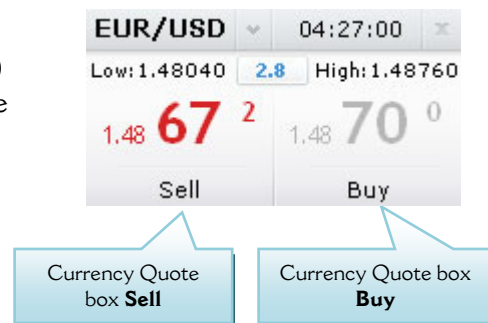 EUR/USD 04:27:00 x
Low:1.48040 2.8 High:1.48760
)
e
1.48 67 2 1.48 70 0
Sell Buy
Currency Quote box Sell
Currency Quote box Buy